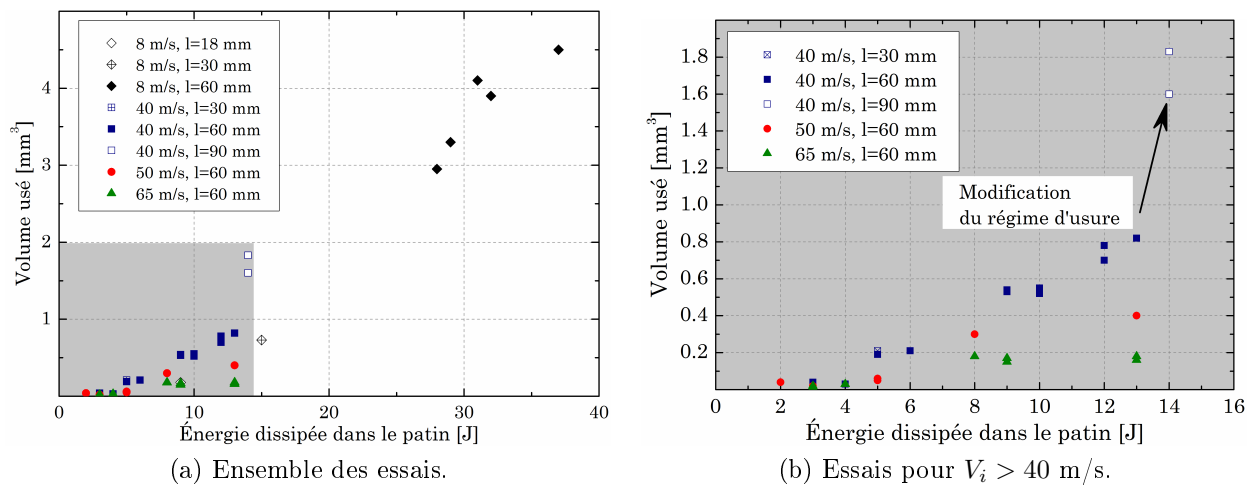 8 m/s, l=18 mm
8 m/s, l=30 mm
8 m/s, l=60 mm
40 m/s, l=30 mm
40 m/s, l=60 mm
40 m/s, l=90 mm
50 m/s, l=60 mm
65 m/s, l=60 mm
Volume usé [mm³]
4
3
2
1
0
10
20
30
40
Énergie dissipée dans le patin [J]
(a) Ensemble des essais.
40 m/s, l=30 mm
40 m/s, l=60 mm
40 m/s, l=90 mm
50 m/s, l=60 mm
65 m/s, l=60 mm
Modification
du régime d'usure
Volume usé [mm³]
1.8
1.6
1.4
1.2
1.0
0.8
0.6
0.4
0.2
0
2
4
6
8
10
12
14
16
Énergie dissipée dans le patin [J]
(b) Essais pour Vi > 40 m/s.